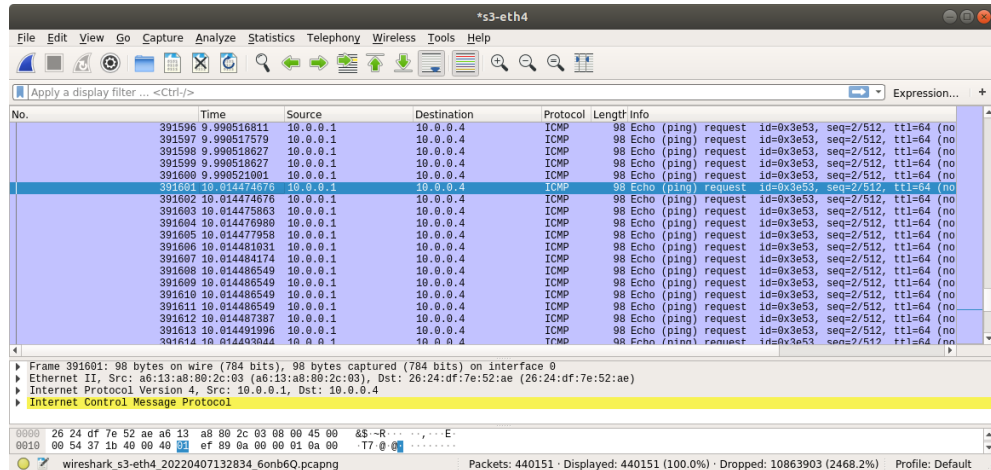 *s3-eth4
File Edit View Go Capture Analyze Statistics Telephony Wireless Tools Help
Apply a display filter ... <Ctrl-/> Expression... +
No. Time Source Destination Protocol Length Info
391596 9.990516811 10.0.0.1 10.0.0.4 ICMP 98 Echo (ping) request id=0x3e53, seq=2/512, ttl=64 (no
391597 9.990517579 10.0.0.1 10.0.0.4 ICMP 98 Echo (ping) request id=0x3e53, seq=2/512, ttl=64 (no
391598 9.990518627 10.0.0.1 10.0.0.4 ICMP 98 Echo (ping) request id=0x3e53, seq=2/512, ttl=64 (no
391599 9.990518627 10.0.0.1 10.0.0.4 ICMP 98 Echo (ping) request id=0x3e53, seq=2/512, ttl=64 (no
391600 9.990521001 10.0.0.1 10.0.0.4 ICMP 98 Echo (ping) request id=0x3e53, seq=2/512, ttl=64 (no
391601 10.014474676 10.0.0.1 10.0.0.4 ICMP 98 Echo (ping) request id=0x3e53, seq=2/512, ttl=64 (no
391602 10.014474676 10.0.0.1 10.0.0.4 ICMP 98 Echo (ping) request id=0x3e53, seq=2/512, ttl=64 (no
391603 10.014475863 10.0.0.1 10.0.0.4 ICMP 98 Echo (ping) request id=0x3e53, seq=2/512, ttl=64 (no
391604 10.014476980 10.0.0.1 10.0.0.4 ICMP 98 Echo (ping) request id=0x3e53, seq=2/512, ttl=64 (no
391605 10.014477958 10.0.0.1 10.0.0.4 ICMP 98 Echo (ping) request id=0x3e53, seq=2/512, ttl=64 (no
391606 10.014481031 10.0.0.1 10.0.0.4 ICMP 98 Echo (ping) request id=0x3e53, seq=2/512, ttl=64 (no
391607 10.014484174 10.0.0.1 10.0.0.4 ICMP 98 Echo (ping) request id=0x3e53, seq=2/512, ttl=64 (no
391608 10.014486549 10.0.0.1 10.0.0.4 ICMP 98 Echo (ping) request id=0x3e53, seq=2/512, ttl=64 (no
391609 10.014486549 10.0.0.1 10.0.0.4 ICMP 98 Echo (ping) request id=0x3e53, seq=2/512, ttl=64 (no
391610 10.014486549 10.0.0.1 10.0.0.4 ICMP 98 Echo (ping) request id=0x3e53, seq=2/512, ttl=64 (no
391611 10.014486549 10.0.0.1 10.0.0.4 ICMP 98 Echo (ping) request id=0x3e53, seq=2/512, ttl=64 (no
391612 10.014487387 10.0.0.1 10.0.0.4 ICMP 98 Echo (ping) request id=0x3e53, seq=2/512, ttl=64 (no
391613 10.014491996 10.0.0.1 10.0.0.4 ICMP 98 Echo (ping) request id=0x3e53, seq=2/512, ttl=64 (no
391614 10.014493044 10.0.0.1 10.0.0.4 ICMP 98 Echo (ping) request id=0x3e53, seq=2/512, ttl=64 (no
Frame 391601: 98 bytes on wire (784 bits), 98 bytes captured (784 bits) on interface 0
Ethernet II, Src: a6:13:a8:80:2c:03 (a6:13:a8:80:2c:03), Dst: 26:24:df:7e:52:ae (26:24:df:7e:52:ae)
Internet Protocol Version 4, Src: 10.0.0.1, Dst: 10.0.0.4
Internet Control Message Protocol
0000 26 24 df 7e 52 ae a6 13 a8 80 2c 03 08 00 45 00 &$·~R··· ··,···E·
0010 00 54 37 1b 40 00 40 01 ef 89 0a 00 00 01 0a 00 ·T7·@·@· ········
wireshark_s3-eth4_20220407132834_6onb6Q.pcapng Packets: 440151 · Displayed: 440151 (100.0%) · Dropped: 10863903 (2468.2%) Profile: Default